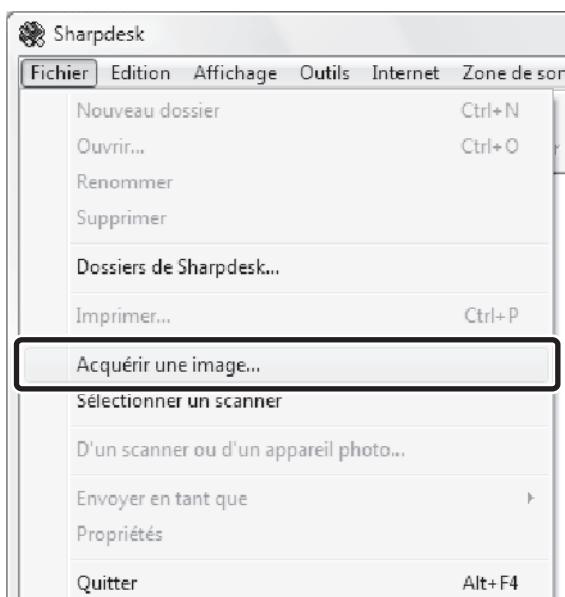 Sharpdesk
Fichier Edition Affichage Outils Internet Zone de
Nouveau dossier Ctrl+N
Ouvrir... Ctrl+O
Renommer
Supprimer
Dossiers de Sharpdesk...
Imprimer... Ctrl+P
Acquérir une image...
Sélectionner un scanner
D'un scanner ou d'un appareil photo...
Envoyer en tant que
Propriétés
Quitter Alt+F4